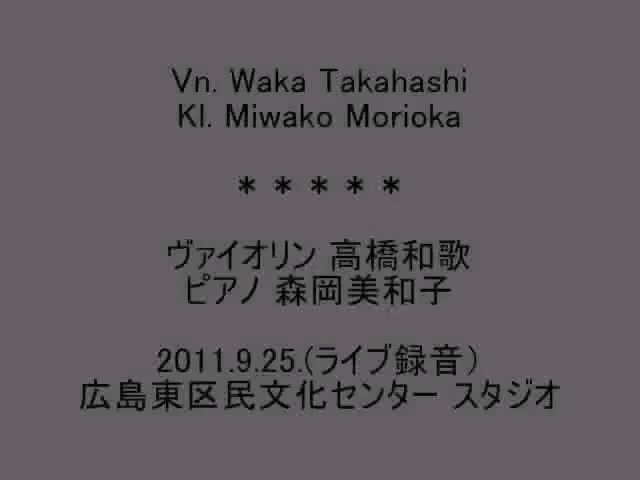 Vn. Waka Takahashi
Kl. Miwako Morioka
* * * * *
ヴァイオリン 高橋和歌
ピアノ 森岡美和子
2011.9.25.(ライブ録音)
広島東区民文化センター スタジオ